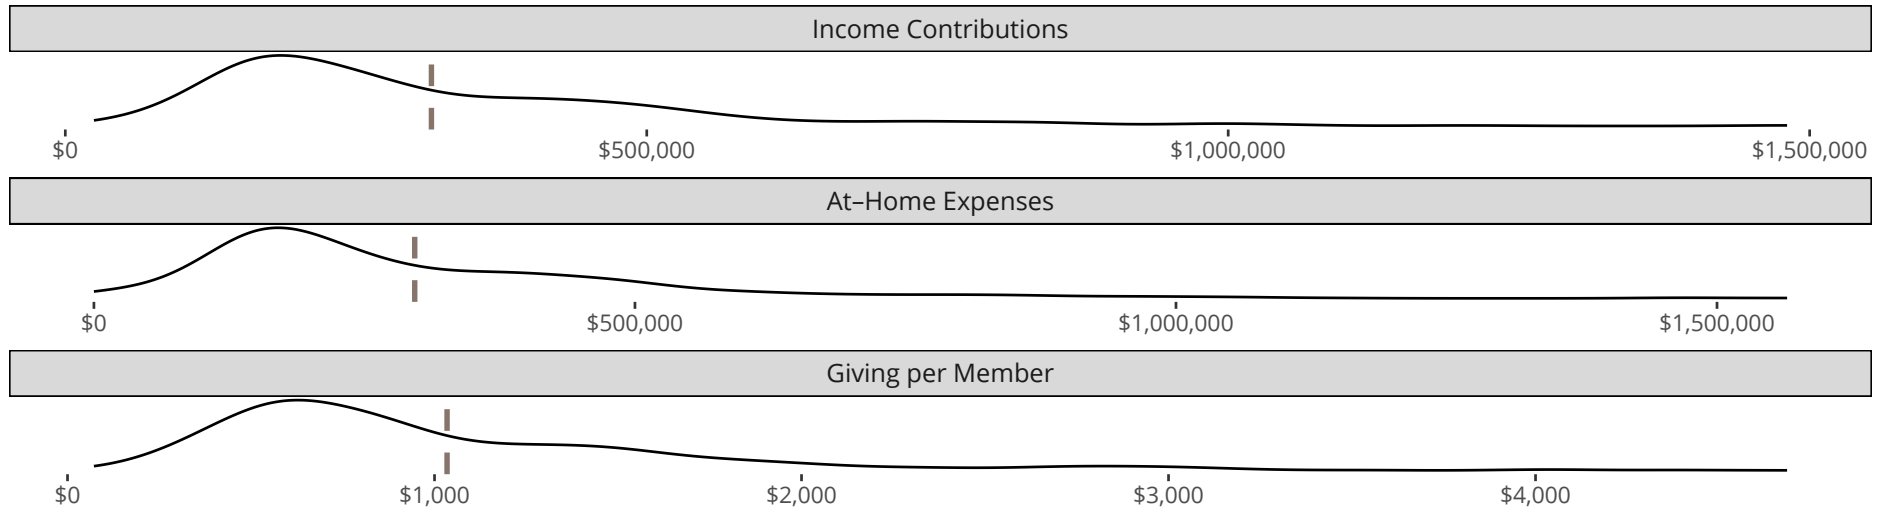 Income Contributions
$0 $500,000 $1,000,000 $1,500,000
At–Home Expenses
$0 $500,000 $1,000,000 $1,500,000
Giving per Member
$0 $1,000 $2,000 $3,000 $4,000